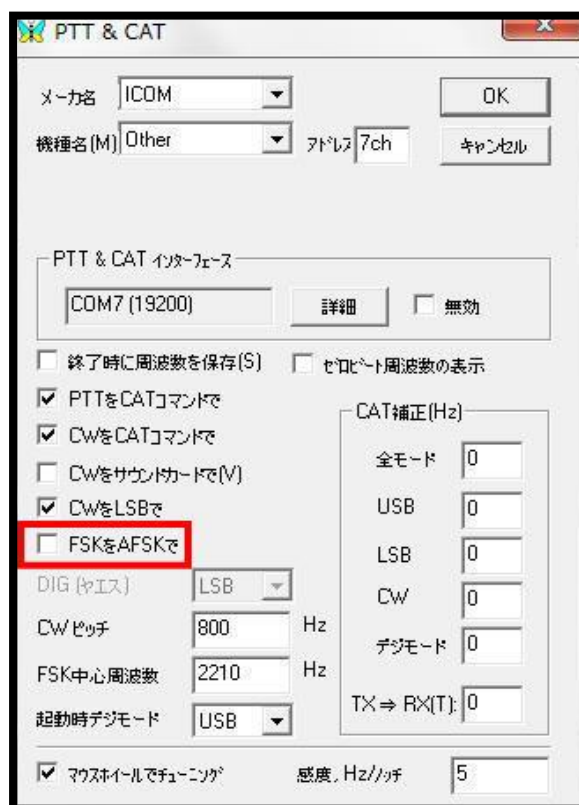 PTT & CAT
メーカ名 ICOM OK
機種名(M) Other アドレス 7ch キャンセル
PTT & CAT インターフェース
COM7 (19200) 詳細 無効
終了時に周波数を保存(S) ゼロビート周波数の表示
PTTをCATコマンドで
CWをCATコマンドで
CWをサウンドカードで(V)
CWをLSBで
FSKをAFSKで
DIG (ヤエス) LSB
CW ピッチ 800 Hz
FSK中心周波数 2210 Hz
起動時デジモード USB
CAT補正(Hz)
全モード 0
USB 0
LSB 0
CW 0
デジモード 0
TX ⇒ RX(T): 0
マウスホイールでチューニング 感度, Hz/ノッチ 5